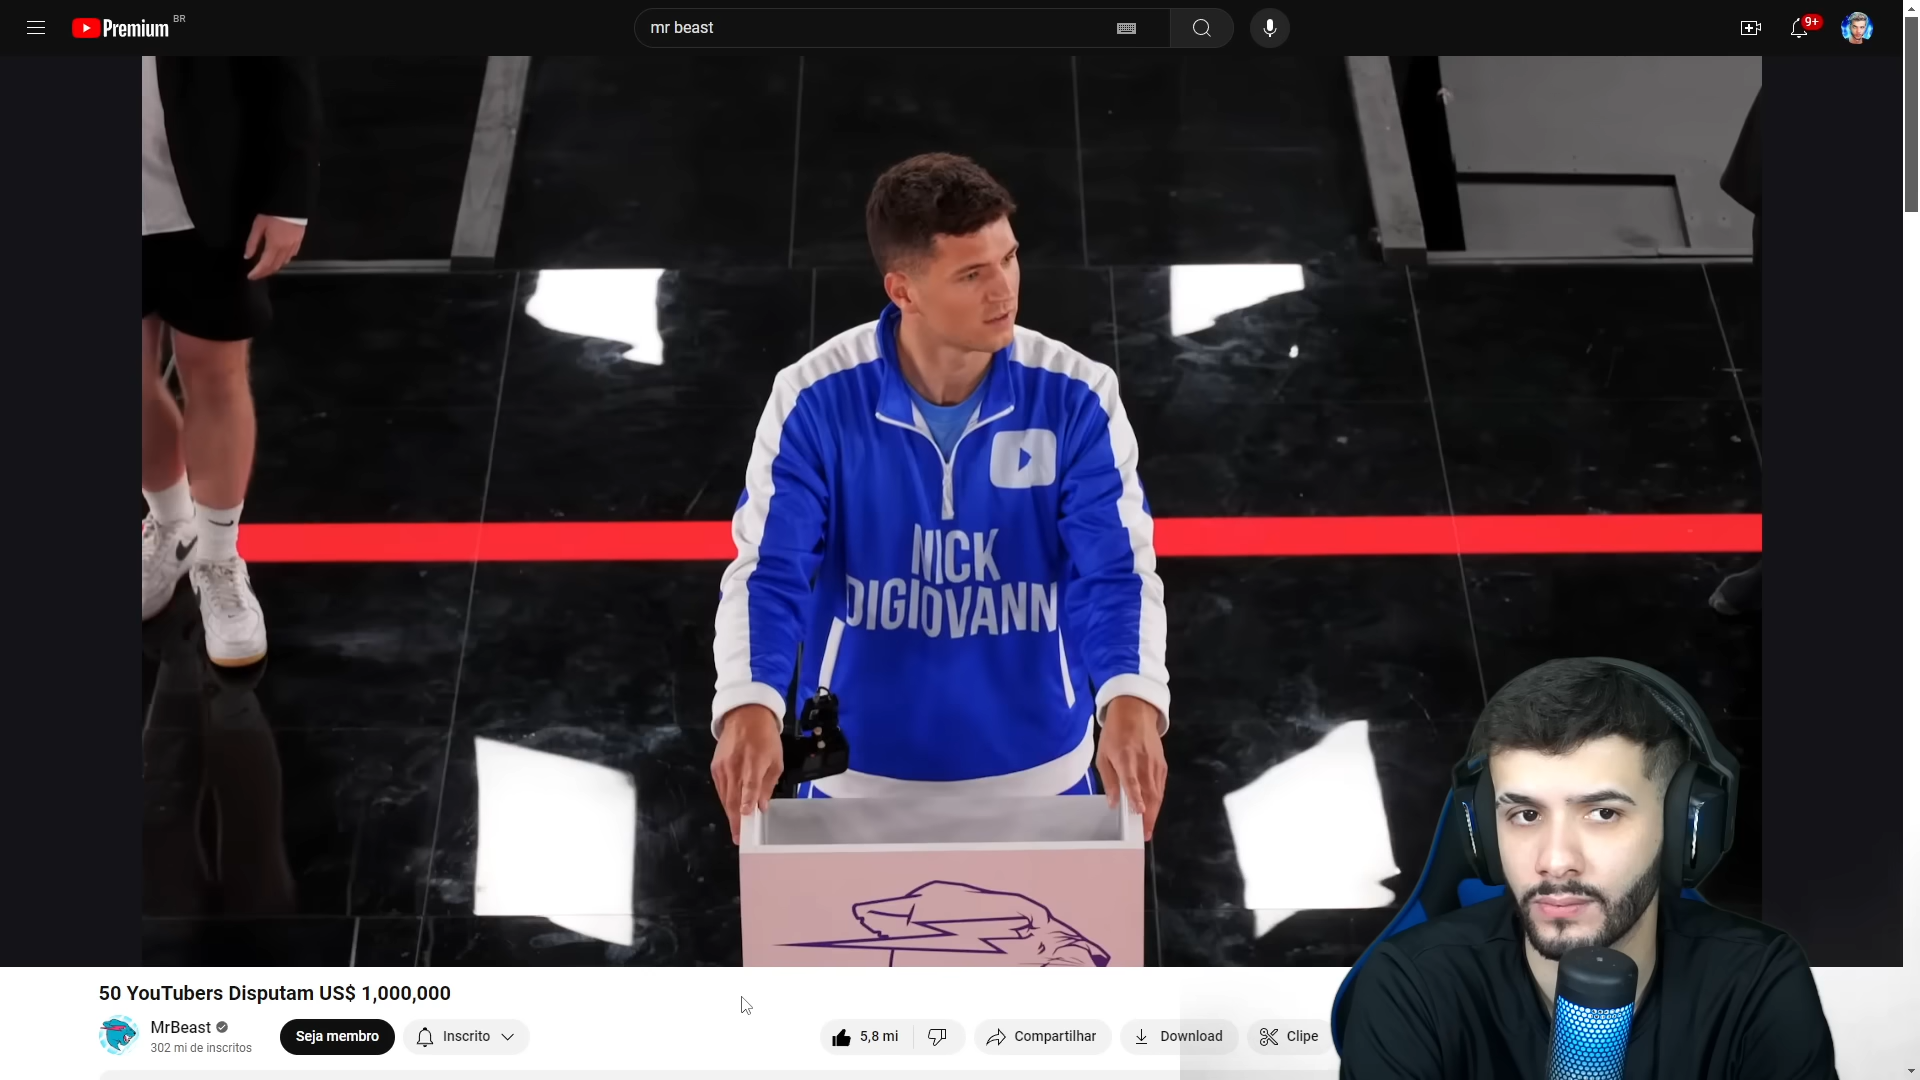 Premium
BR
mr beast
9+
NICK
DIGIOVANN
50 YouTubers Disputam US$ 1,000,000
MrBeast
302 mi de inscritos
Seja membro
Inscrito
5,8 mi
Compartilhar
Download
Clipe